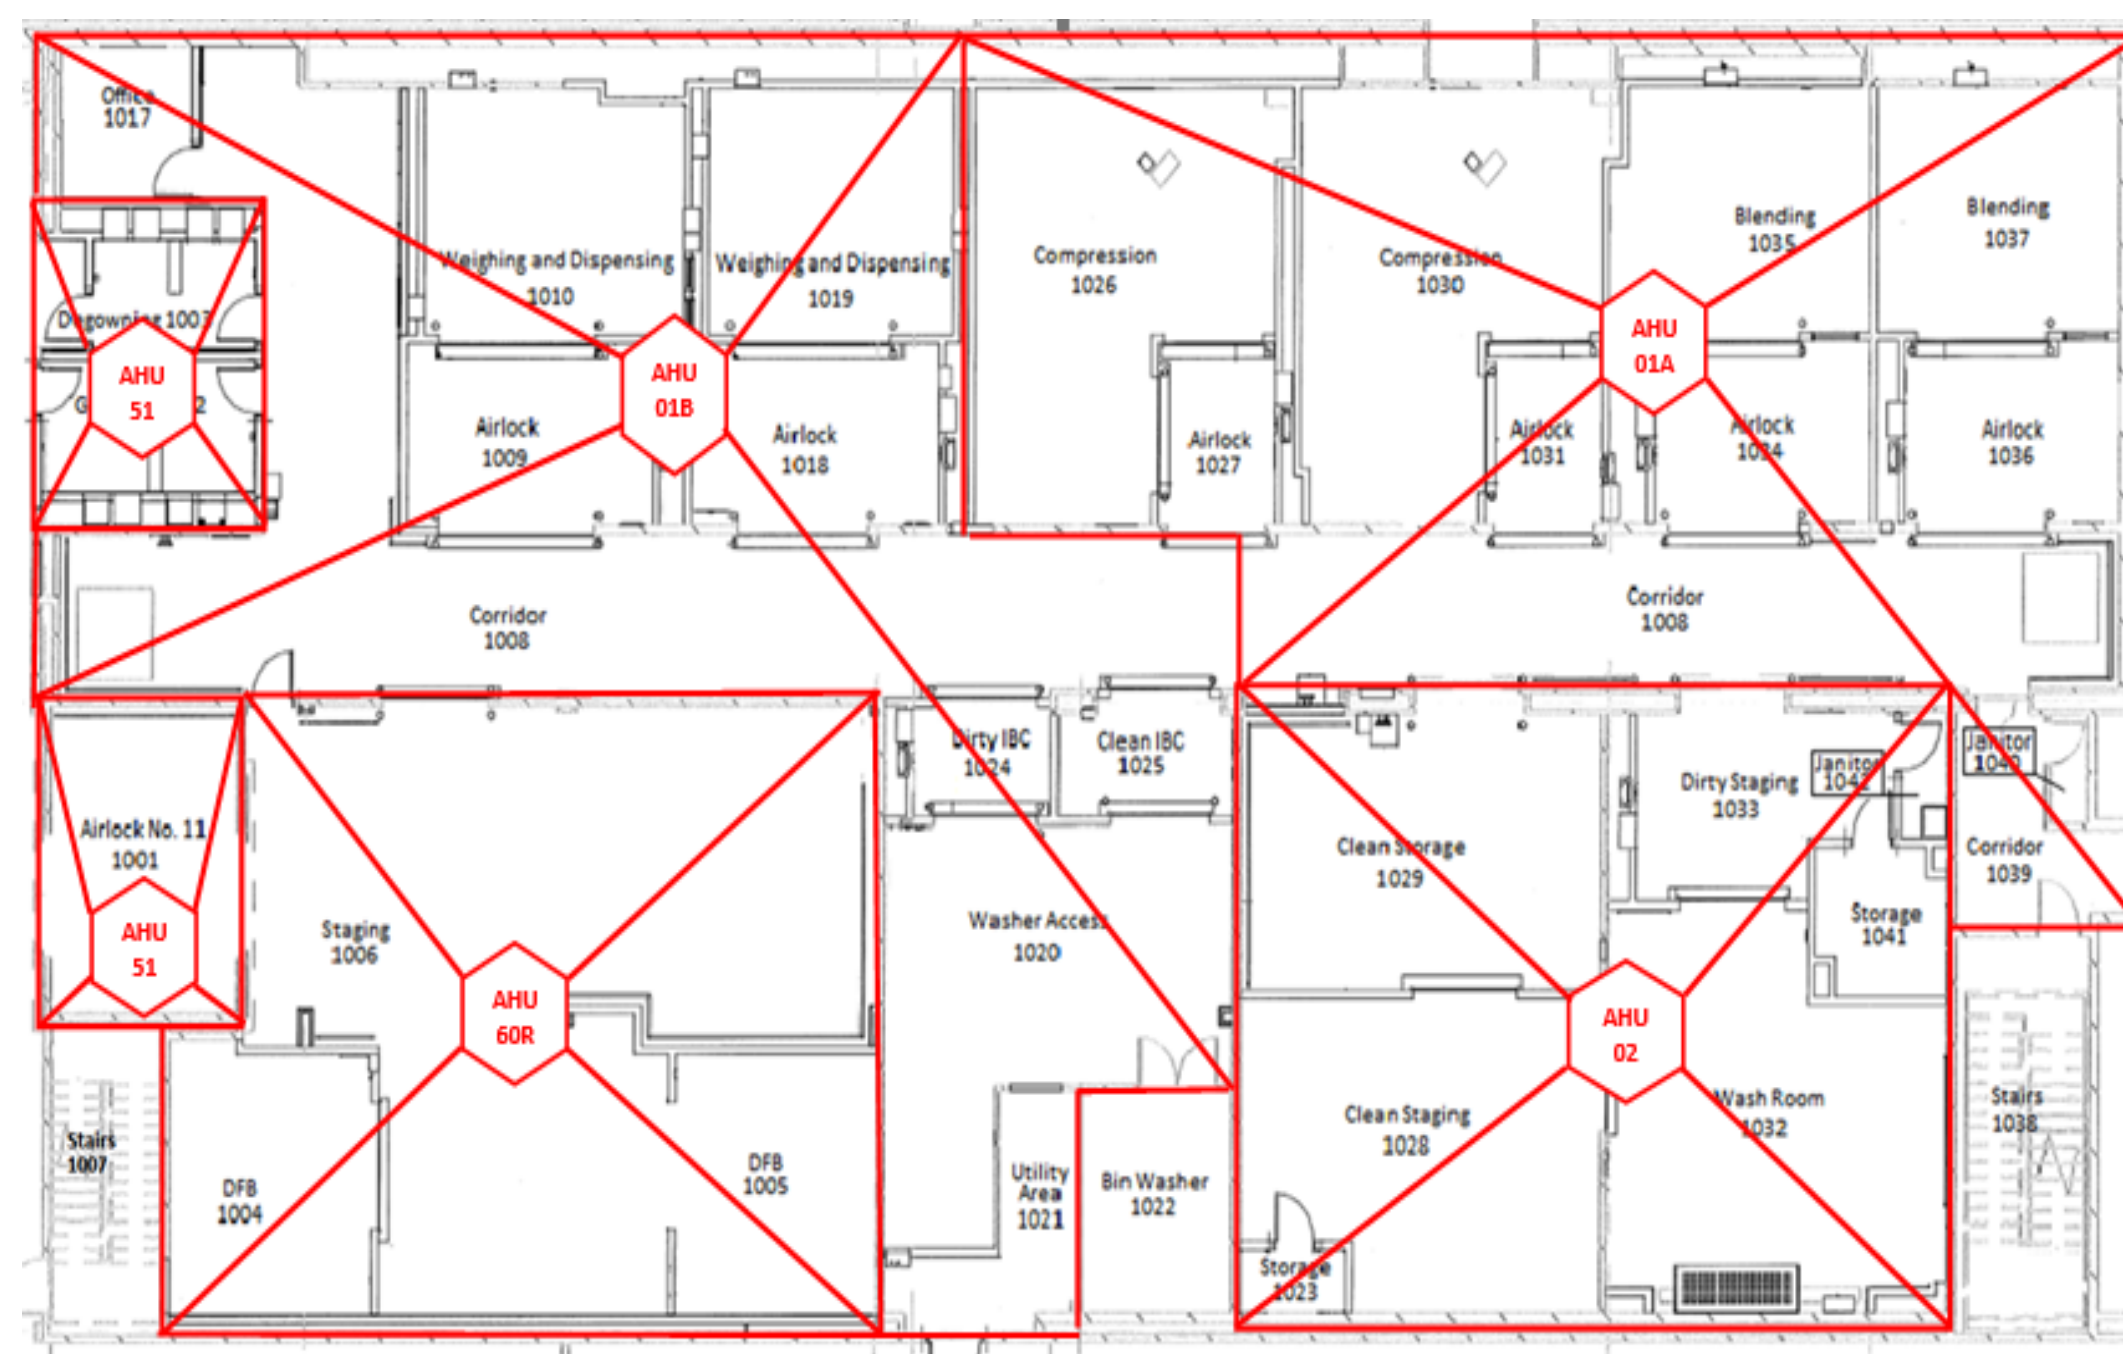 Office
1017
Weighing and Dispensing
1010
Weighing and Dispensing
1019
Compression
1026
Compression
1030
Blending
1035
Blending
1037
Degowning 1003
AHU
51
G
2
AHU
01B
AHU
01A
Airlock
1009
Airlock
1018
Airlock
1027
Airlock
1031
Airlock
1034
Airlock
1036
Corridor
1008
Corridor
1008
Airlock No. 11
1001
AHU
51
Staging
1006
AHU
60R
Dirty IBC
1024
Clean IBC
1025
Washer Access
1020
Clean Storage
1029
Dirty Staging
1033
Janitor
Janitor
1040
Corridor
1039
Storage
1041
AHU
02
Clean Staging
1028
Wash Room
1032
Stairs
1038
Stairs
1007
DFB
1004
DFB
1005
Utility
Area
1021
Bin Washer
1022
Storage
1023